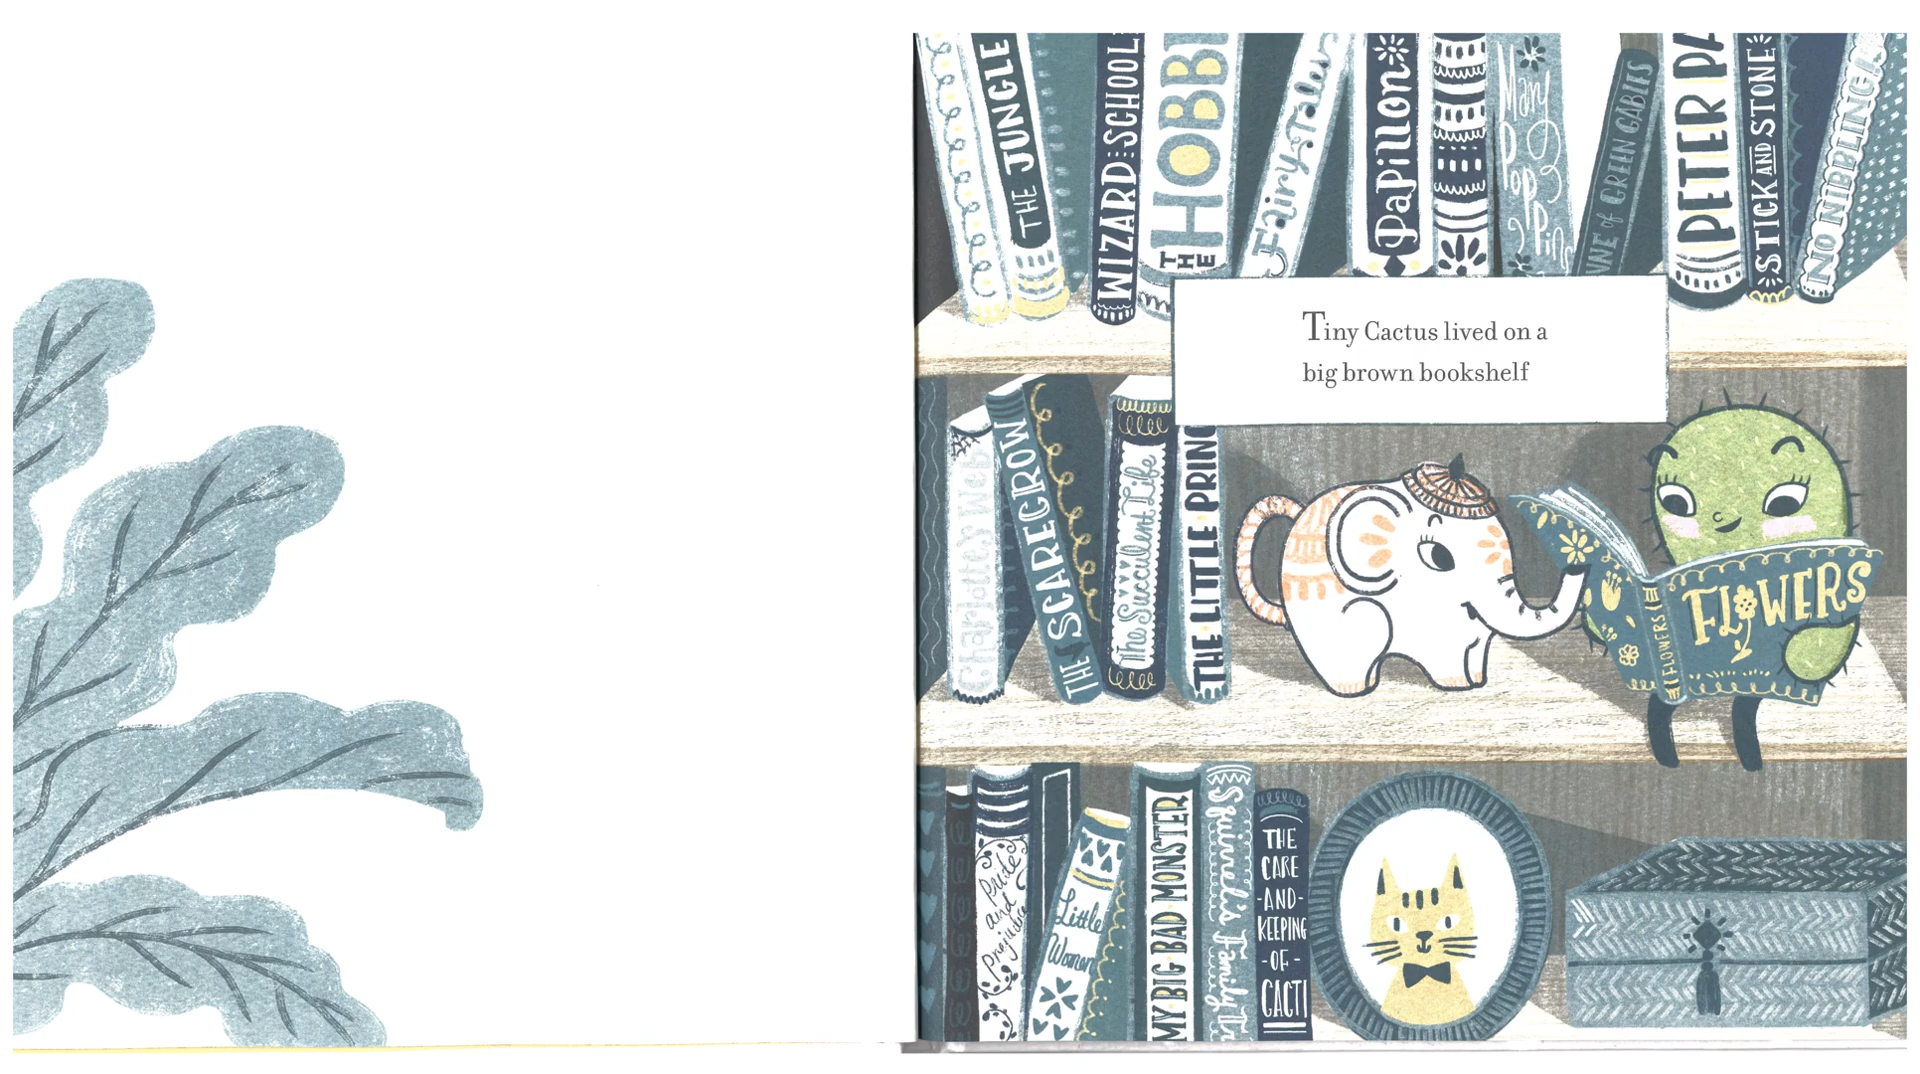 THE JUNGLE
WIZARD SCHOOL
THE HOBB
Fairy Tales
Papillon
Mary Poppins
OF GREEN GABLES
PETER PA
STICK AND STONE
NO NIBBLING
Tiny Cactus lived on a
big brown bookshelf
Charlottes Web
THE SCARECROW
The Succulent Life
THE LITTLE PRINC
FLOWERS
FLOWERS
Pride and Prejudice
Little Women
MY BIG BAD MONSTER
Squirrel's Family Tr
THE
CARE
-AND-
KEEPING
-OF-
CACTI